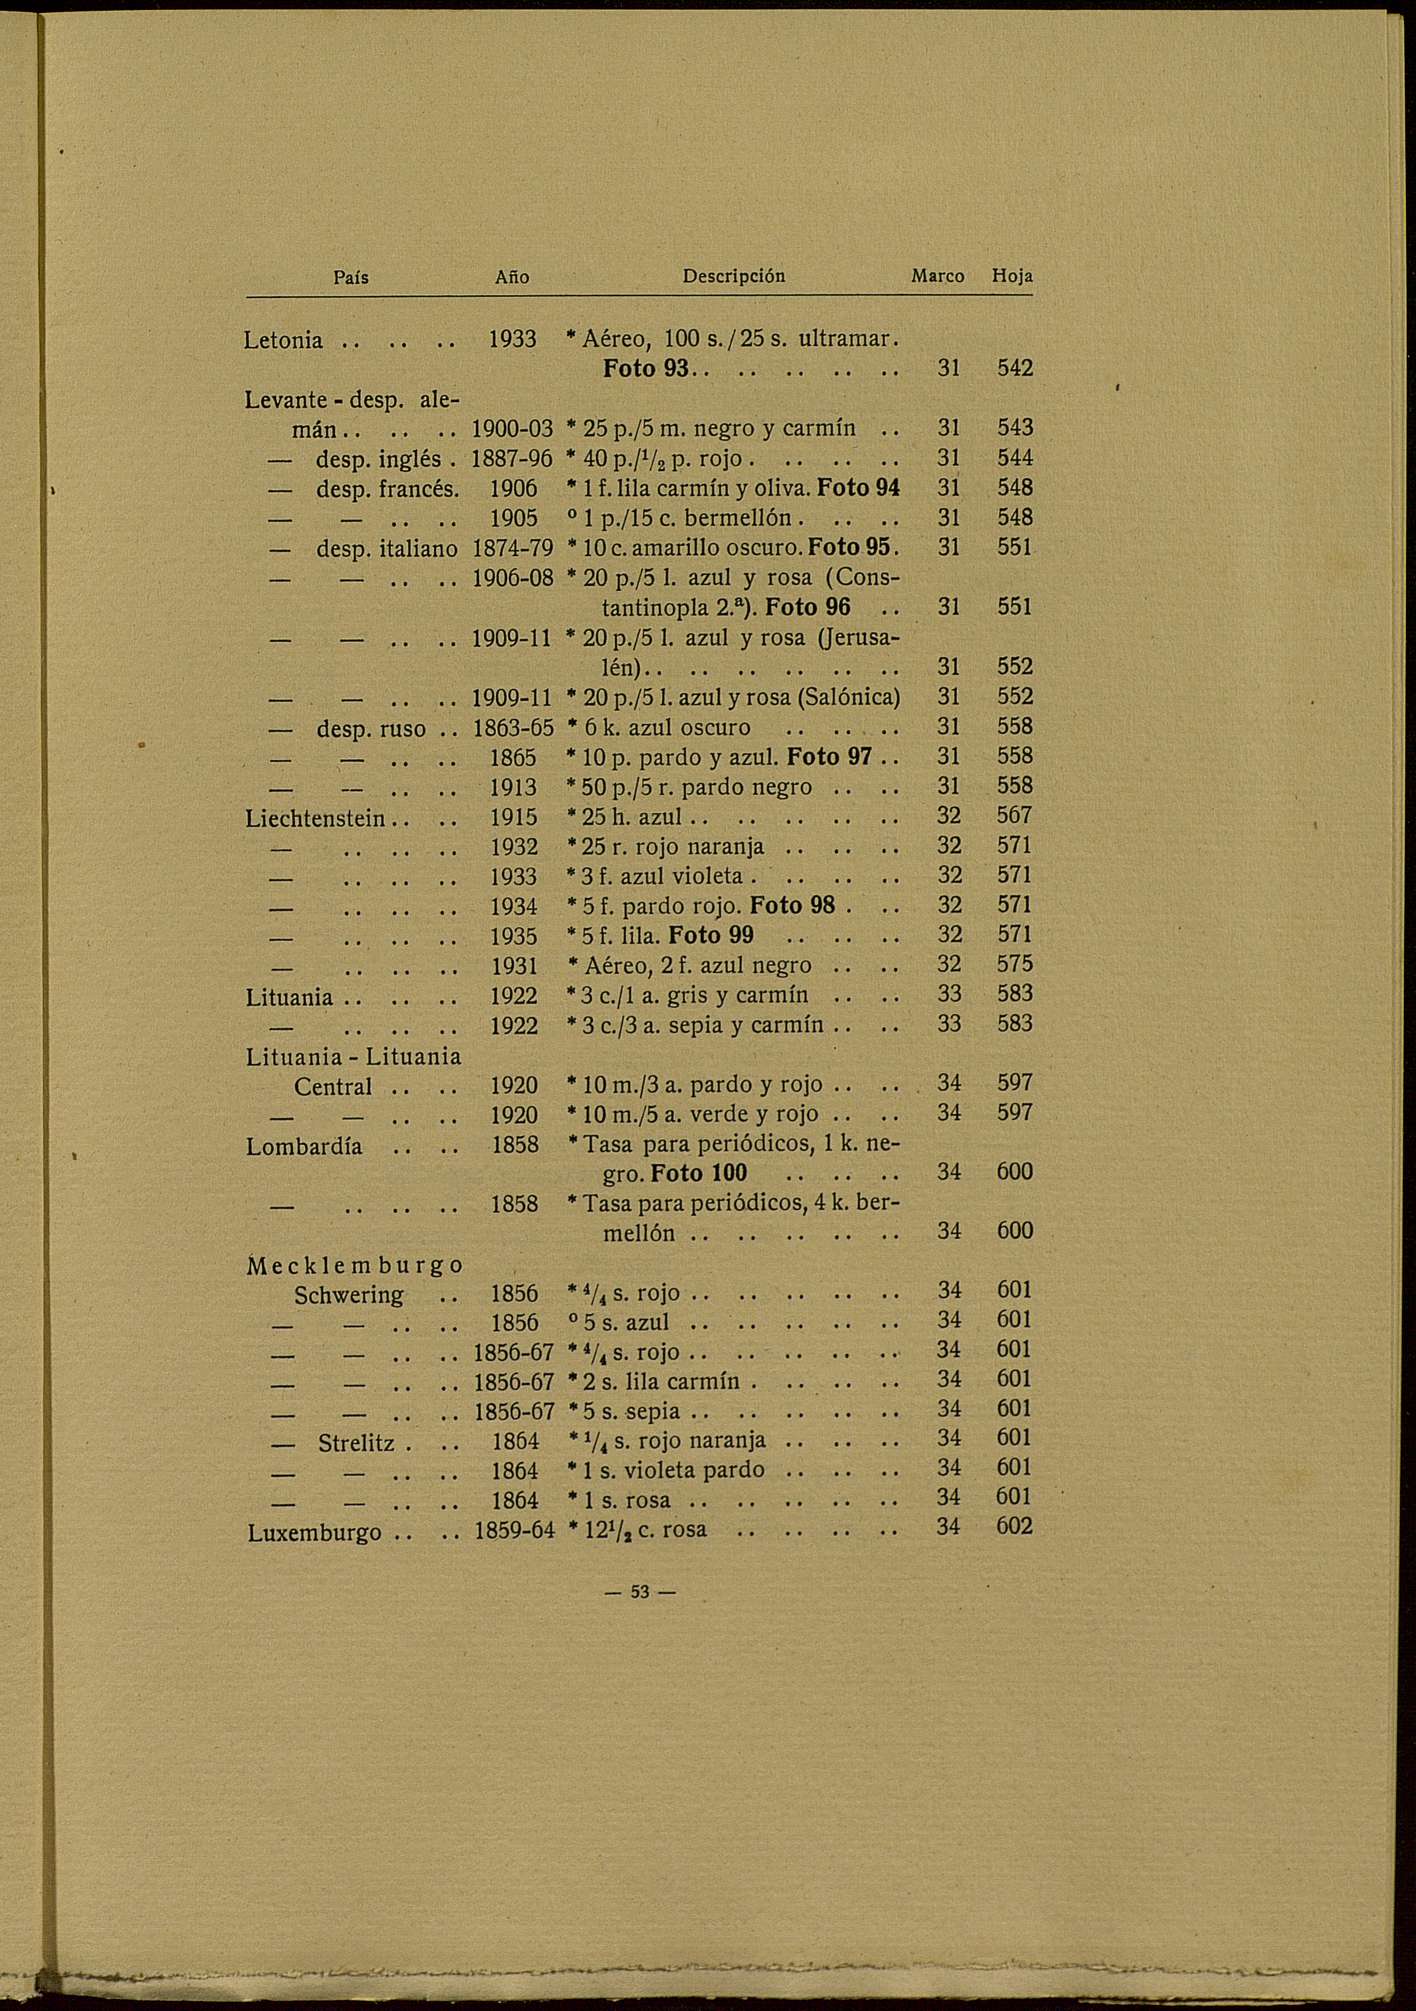 País Año Descripción Marco Hoja
Letonia .. .. .. 1933 * Aéreo, 100 s./25 s. ultramar.
Foto 93.. .. .. .. .. 31 542
Levante - desp. ale-
mán.. .. .. 1900-03 * 25 p./5 m. negro y carmín .. 31 543
— desp. inglés . 1887-96 * 40 p./¹/₂ p. rojo . .. .. .. 31 544
— desp. francés. 1906 * 1 f. lila carmín y oliva. Foto 94 31 548
— — .. .. 1905 º 1 p./15 c. bermellón . .. .. 31 548
— desp. italiano 1874-79 * 10 c. amarillo oscuro. Foto 95. 31 551
— — .. .. 1906-08 * 20 p./5 l. azul y rosa (Cons-
tantinopla 2.ª). Foto 96 .. 31 551
— — .. .. 1909-11 * 20 p./5 l. azul y rosa (Jerusa-
lén).. .. .. .. .. .. 31 552
— — .. .. 1909-11 * 20 p./5 l. azul y rosa (Salónica) 31 552
— desp. ruso .. 1863-65 * 6 k. azul oscuro .. .. .. 31 558
— — .. .. 1865 * 10 p. pardo y azul. Foto 97 .. 31 558
— — .. .. 1913 * 50 p./5 r. pardo negro .. .. 31 558
Liechtenstein .. .. 1915 * 25 h. azul .. .. .. .. .. 32 567
— .. .. .. 1932 * 25 r. rojo naranja .. .. .. 32 571
— .. .. .. 1933 * 3 f. azul violeta . .. .. .. 32 571
— .. .. .. 1934 * 5 f. pardo rojo. Foto 98 . .. 32 571
— .. .. .. 1935 * 5 f. lila. Foto 99 .. .. .. 32 571
— .. .. .. 1931 * Aéreo, 2 f. azul negro .. .. 32 575
Lituania .. .. .. 1922 * 3 c./1 a. gris y carmín .. .. 33 583
— .. .. .. 1922 * 3 c./3 a. sepia y carmín .. .. 33 583
Lituania - Lituania
Central .. .. 1920 * 10 m./3 a. pardo y rojo .. .. 34 597
— — .. .. 1920 * 10 m./5 a. verde y rojo .. .. 34 597
Lombardía .. .. 1858 * Tasa para periódicos, 1 k. ne-
gro. Foto 100 .. .. .. 34 600
— .. .. .. 1858 * Tasa para periódicos, 4 k. ber-
mellón .. .. .. .. .. 34 600
Mecklemburgo
Schwering .. 1856 * ⁴/₄ s. rojo .. .. .. .. .. 34 601
— — .. .. 1856 º 5 s. azul .. .. .. .. .. 34 601
— — .. .. 1856-67 * ⁴/₄ s. rojo .. .. .. .. .. 34 601
— — .. .. 1856-67 * 2 s. lila carmín . .. .. .. 34 601
— — .. .. 1856-67 * 5 s. sepia .. .. .. .. .. 34 601
— Strelitz . .. 1864 * ¹/₄ s. rojo naranja .. .. .. 34 601
— — .. .. 1864 * 1 s. violeta pardo .. .. .. 34 601
— — .. .. 1864 * 1 s. rosa .. .. .. .. .. 34 601
Luxemburgo .. .. 1859-64 * 12¹/₂ c. rosa .. .. .. .. 34 602
— 53 —